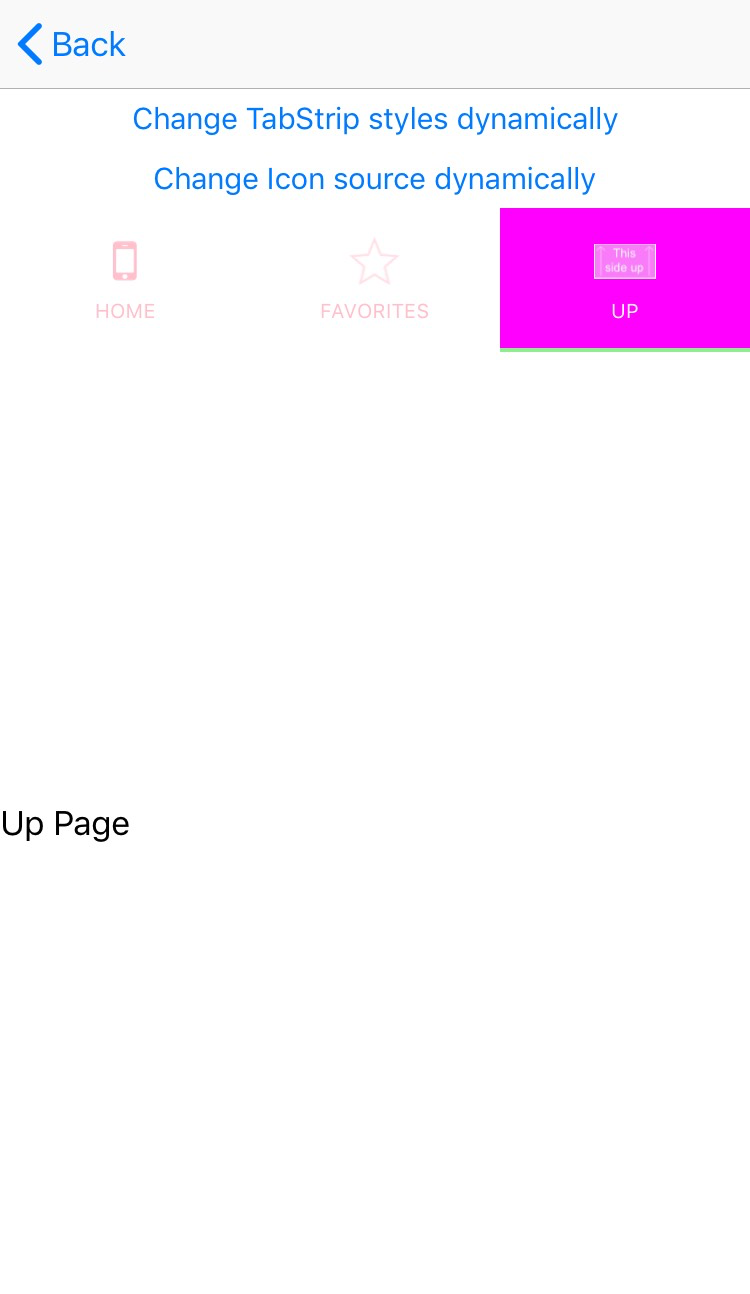 Back
Change TabStrip styles dynamically
Change Icon source dynamically
This
side up
HOME
FAVORITES
UP
Up Page